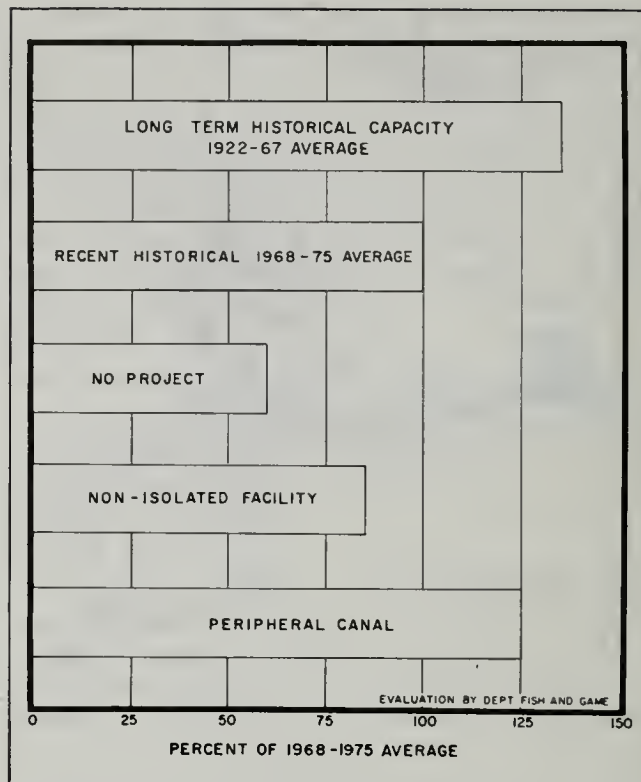 LONG TERM HISTORICAL CAPACITY
1922-67 AVERAGE
RECENT HISTORICAL 1968-75 AVERAGE
NO PROJECT
NON-ISOLATED FACILITY
PERIPHERAL CANAL
EVALUATION BY DEPT FISH AND GAME
0 25 50 75 100 125 150
PERCENT OF 1968-1975 AVERAGE